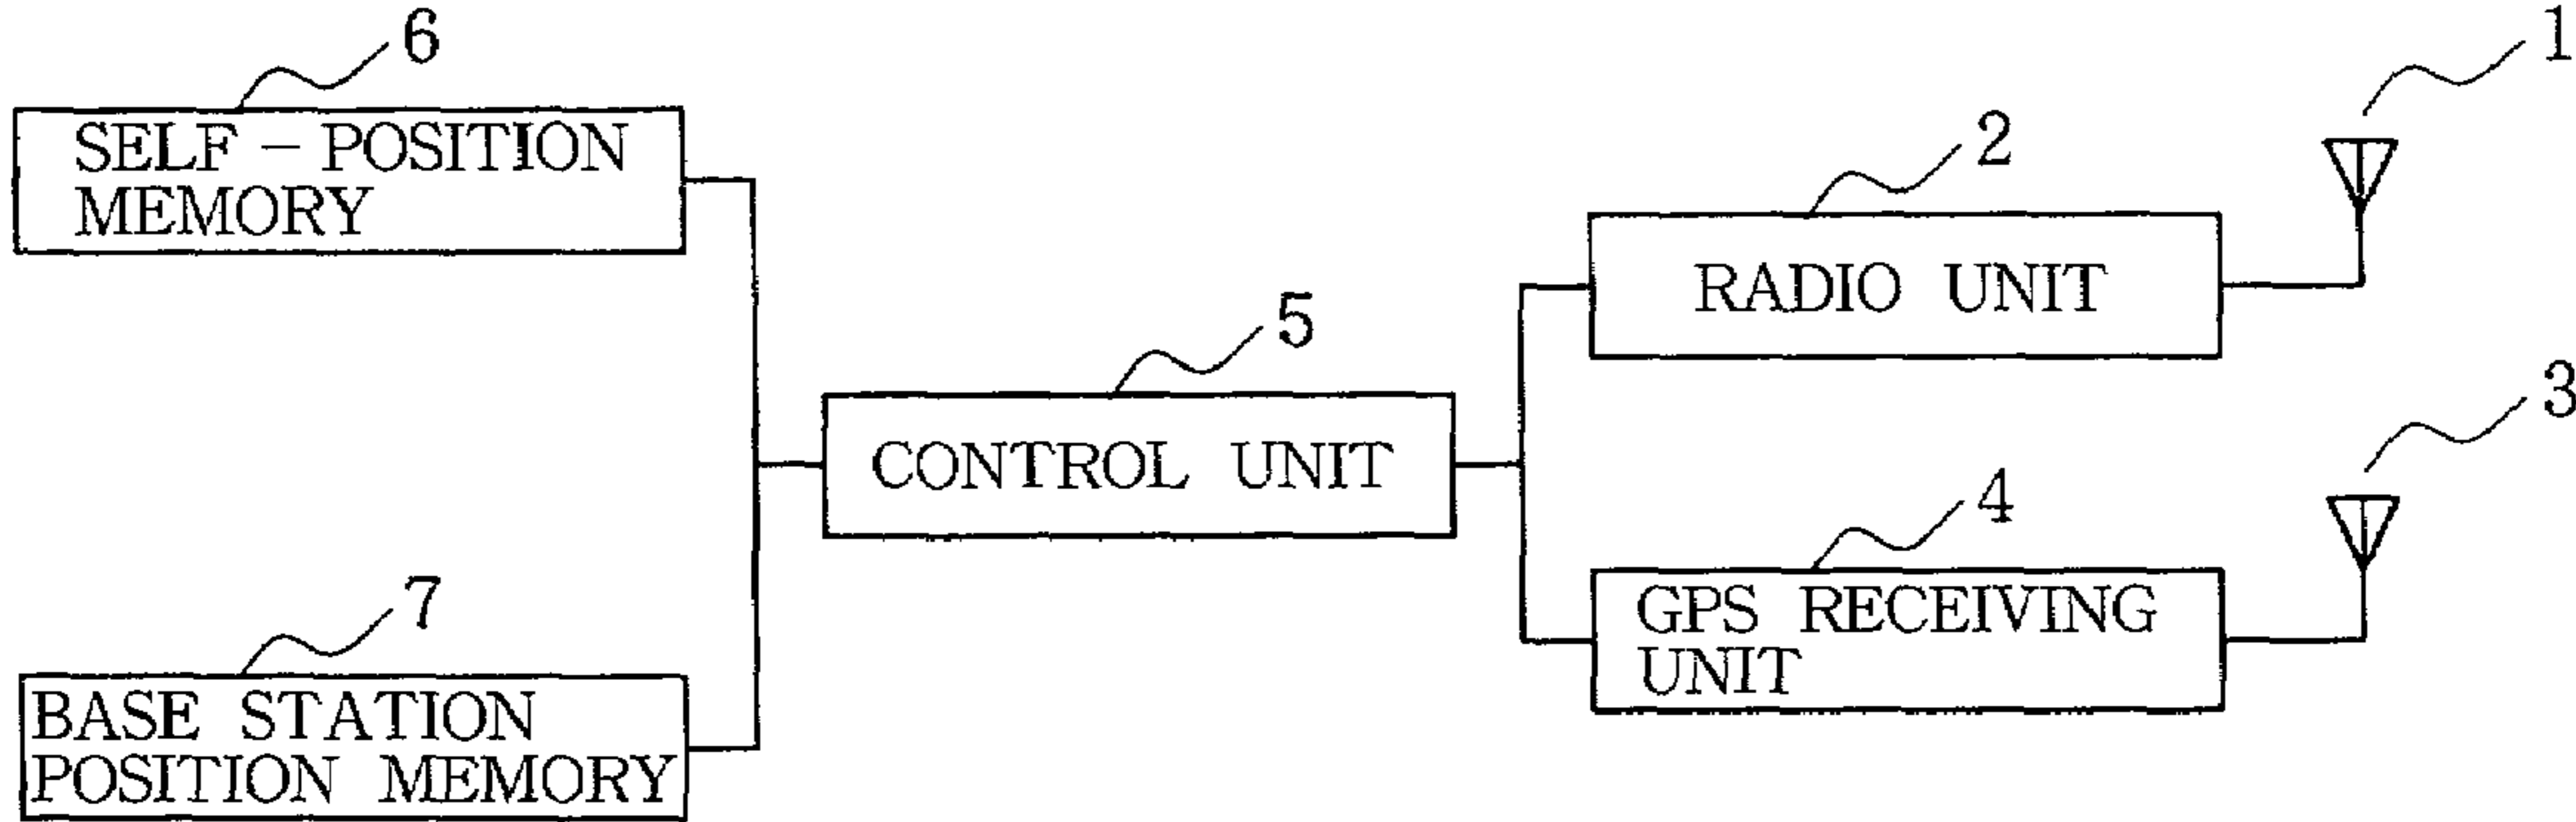 6
SELF-POSITION
MEMORY
1
2
RADIO UNIT
5
CONTROL UNIT
3
4
GPS RECEIVING
UNIT
7
BASE STATION
POSITION MEMORY